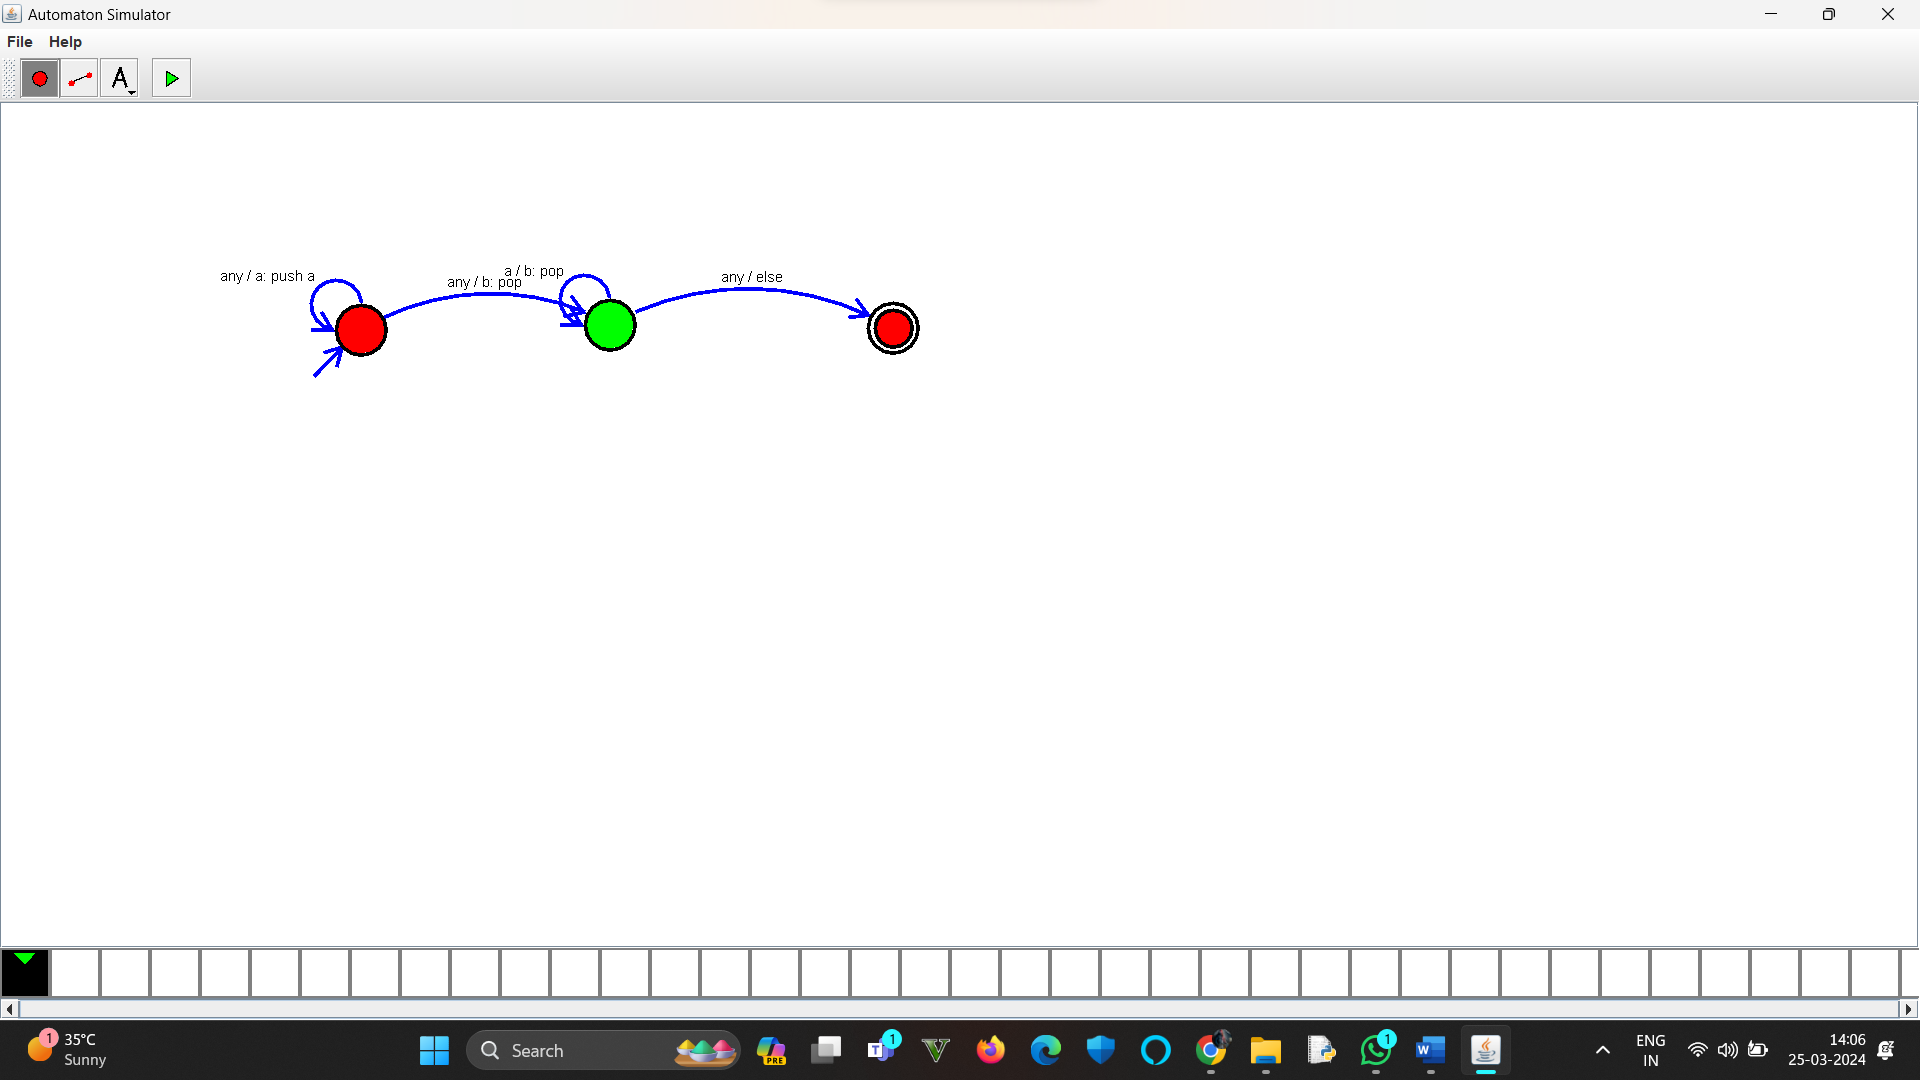 Automaton Simulator
File Help
A
any / a: push a
any / b: pop
a / b: pop
any / else
1
35°C
Sunny
Search
PRE
1
T
V
1
W
ENG
IN
14:06
25-03-2024